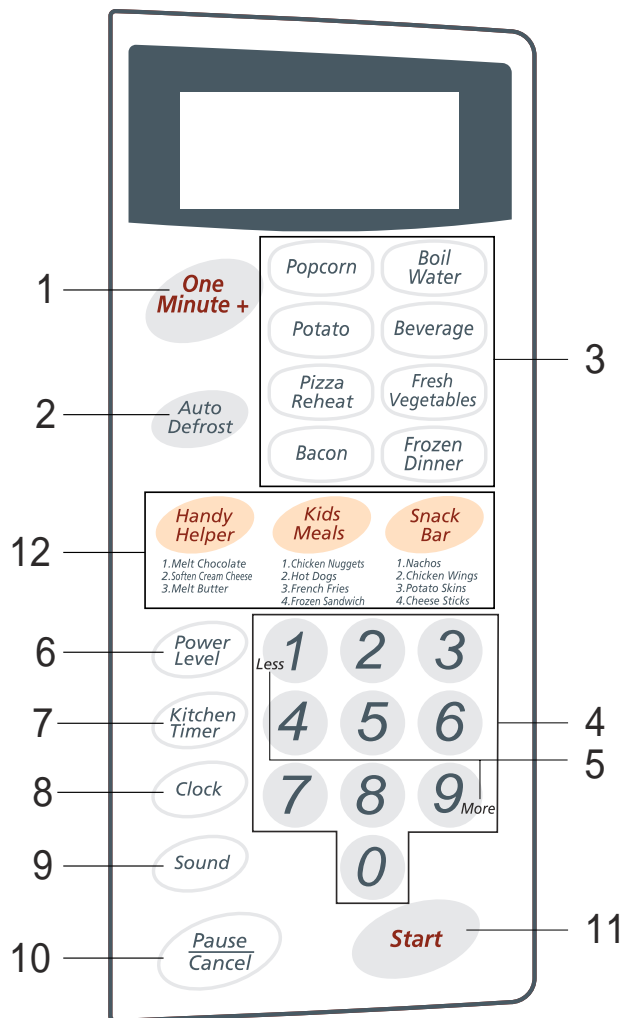 One
Minute +
1
Popcorn
Boil
Water
Potato
Beverage
3
Pizza
Reheat
Fresh
Vegetables
2
Auto
Defrost
Bacon
Frozen
Dinner
12
Handy
Helper
1.Melt Chocolate
2.Soften Cream Cheese
3.Melt Butter
Kids
Meals
1.Chicken Nuggets
2.Hot Dogs
3.French Fries
4.Frozen Sandwich
Snack
Bar
1.Nachos
2.Chicken Wings
3.Potato Skins
4.Cheese Sticks
6
Power
Level
Less
1
2
3
7
Kitchen
Timer
4
5
6
4
5
8
Clock
7
8
9
More
9
Sound
0
10
Pause
Cancel
Start
11